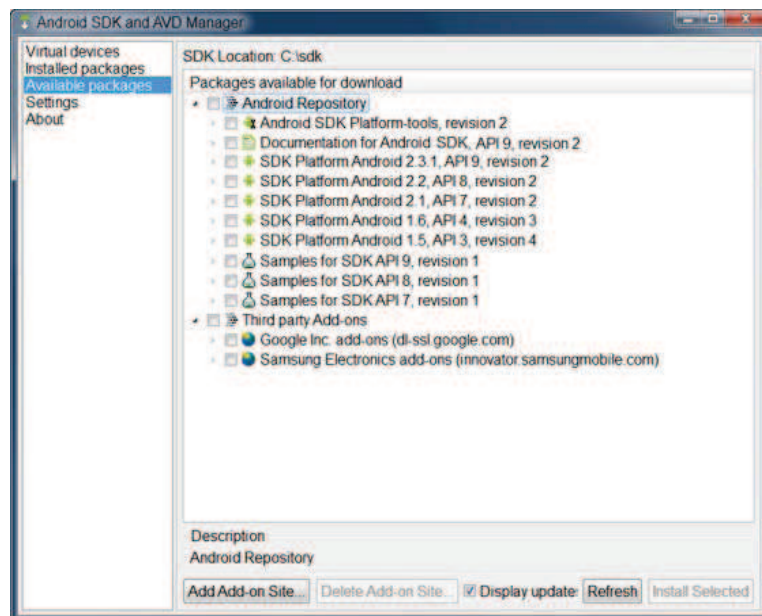 Android SDK and AVD Manager
Virtual devices
Installed packages
Available packages
Settings
About
SDK Location: C:\sdk
Packages available for download
Android Repository
Android SDK Platform-tools, revision 2
Documentation for Android SDK, API 9, revision 2
SDK Platform Android 2.3.1, API 9, revision 2
SDK Platform Android 2.2, API 8, revision 2
SDK Platform Android 2.1, API 7, revision 2
SDK Platform Android 1.6, API 4, revision 3
SDK Platform Android 1.5, API 3, revision 4
Samples for SDK API 9, revision 1
Samples for SDK API 8, revision 1
Samples for SDK API 7, revision 1
Third party Add-ons
Google Inc. add-ons (dl-ssl.google.com)
Samsung Electronics add-ons (innovator.samsungmobile.com)
Description
Android Repository
Add Add-on Site... Delete Add-on Site... Display update Refresh Install Selected